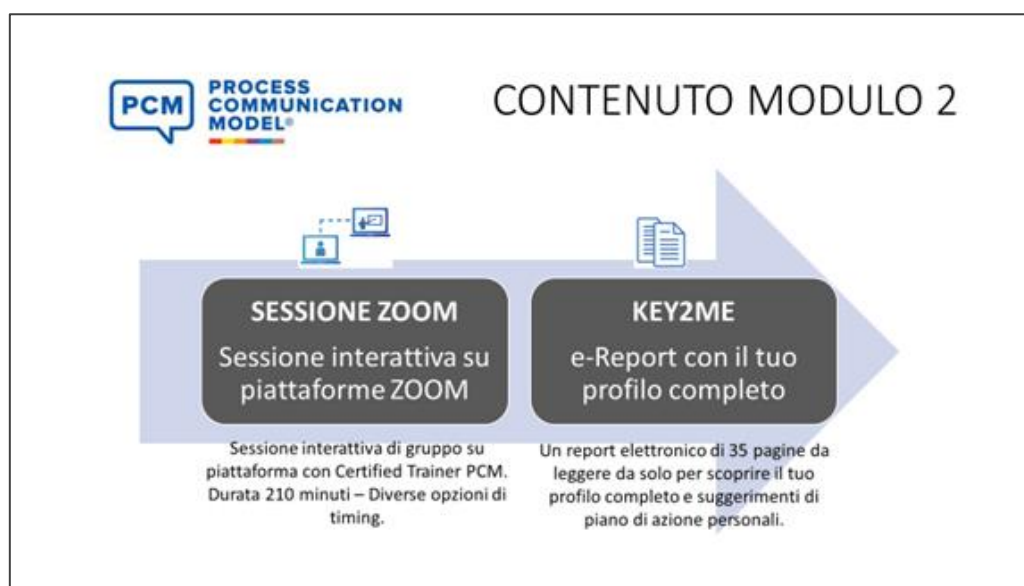 PCM
PROCESS
COMMUNICATION
MODEL®
CONTENUTO MODULO 2
SESSIONE ZOOM
Sessione interattiva su
piattaforme ZOOM
Sessione interattiva di gruppo su
piattaforma con Certified Trainer PCM.
Durata 210 minuti – Diverse opzioni di
timing.
KEY2ME
e-Report con il tuo
profilo completo
Un report elettronico di 35 pagine da
leggere da solo per scoprire il tuo
profilo completo e suggerimenti di
piano di azione personali.